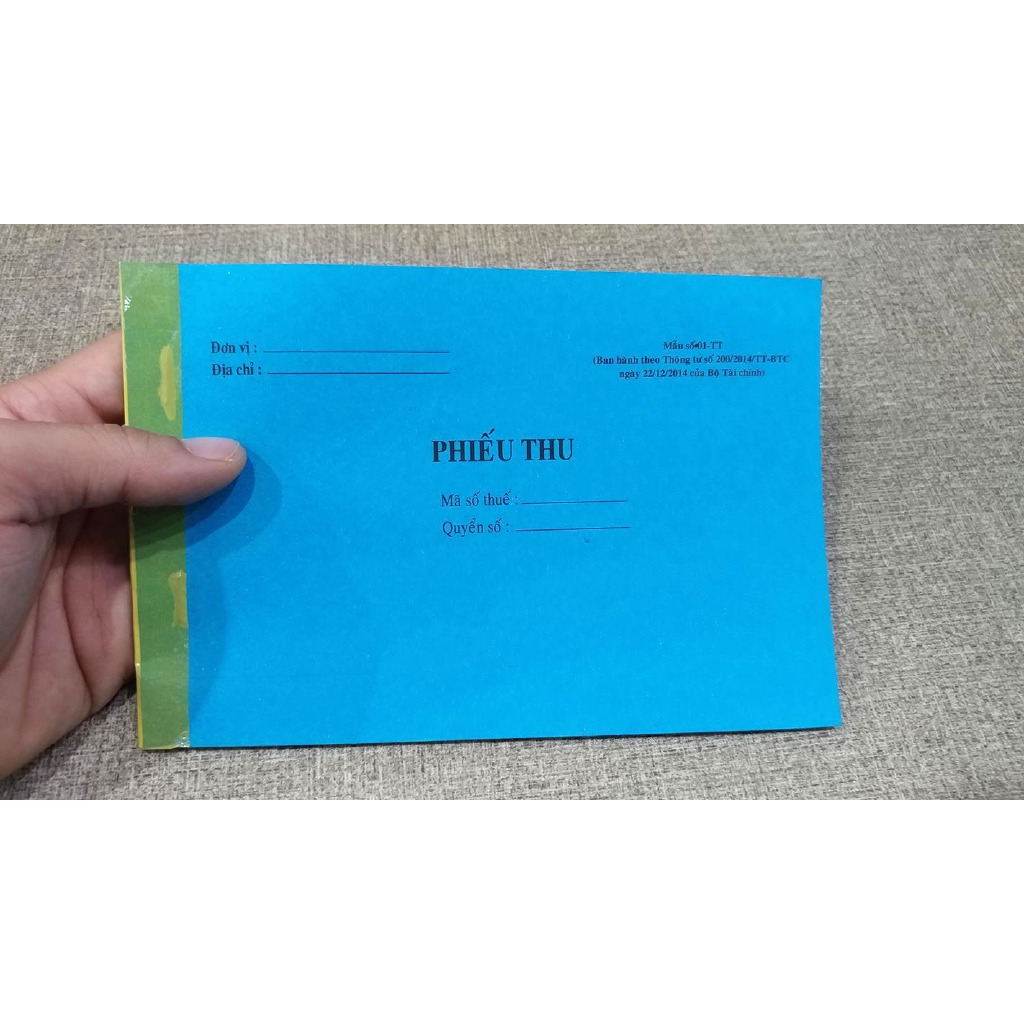 Đơn vị :
Địa chỉ :
Mẫu số 01-TT
(Ban hành theo Thông tư số 200/2014/TT-BTC
ngày 22/12/2014 của Bộ Tài chính)
PHIẾU THU
Mã số thuế :
Quyển số :